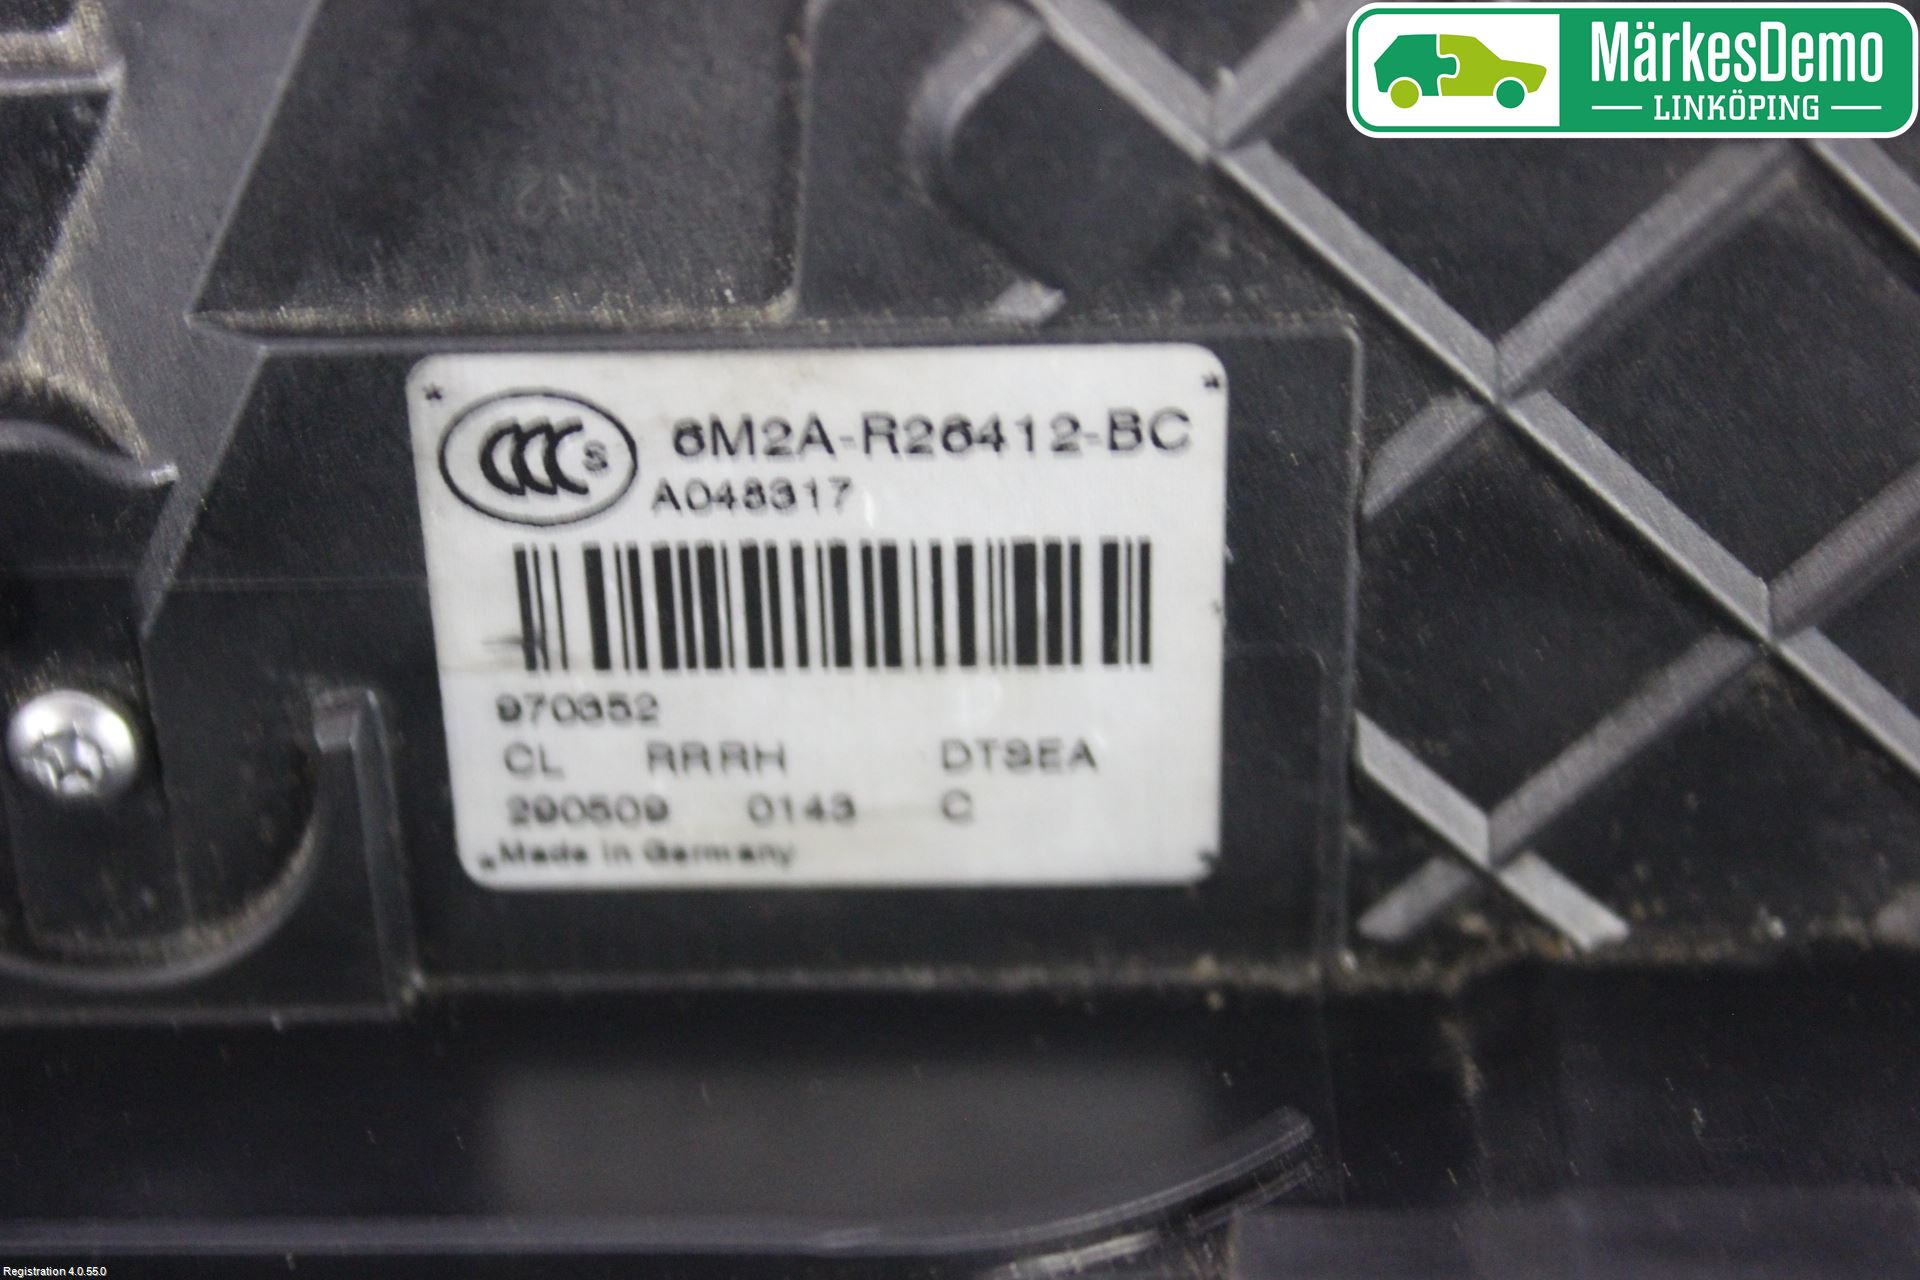 MärkesDemo
LINKÖPING
CCC S
6M2A-R26412-BC
A048317
970352
CL RRRH DTSEA
290509 0143 C
Made in Germany
Registration 4.0.55.0